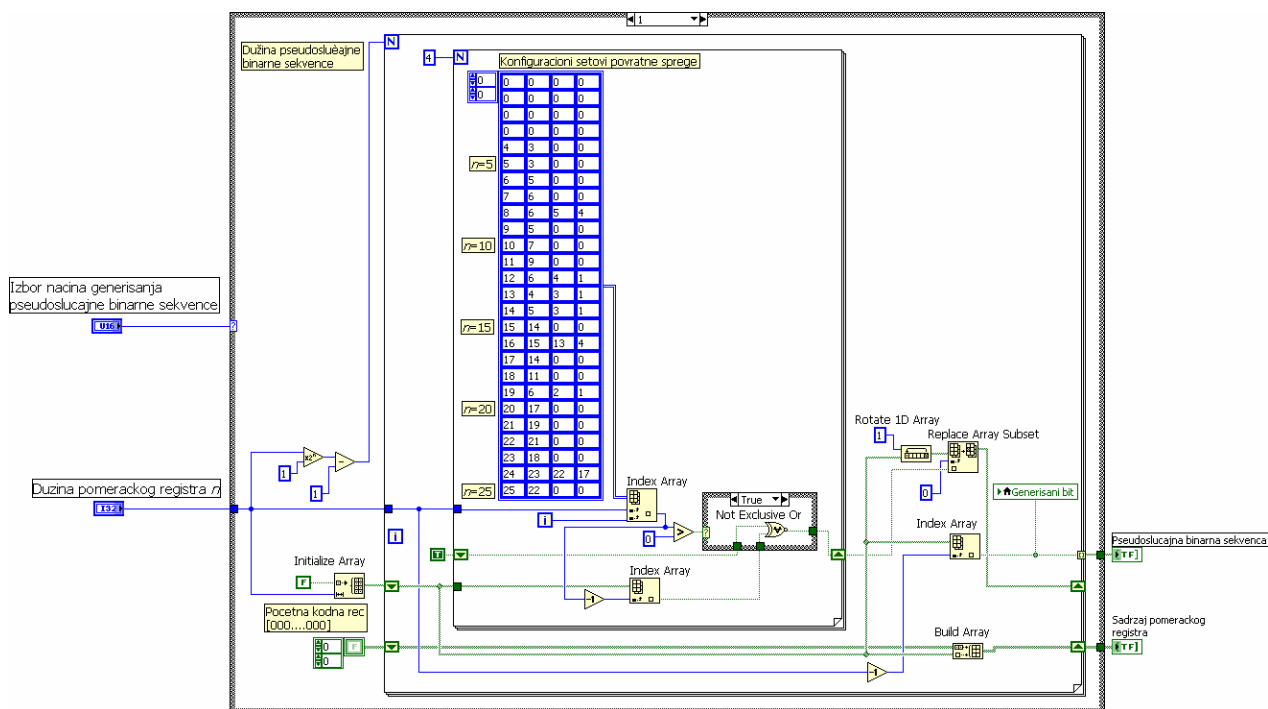 1
Dužina pseudoslučajne
binarne sekvence
N
4
N
Konfiguracioni setovi povratne sprege
0
0
0 0 0 0
0 0 0 0
0 0 0 0
0 0 0 0
4 3 0 0
n=5
5 3 0 0
6 5 0 0
7 6 0 0
8 6 5 4
9 5 0 0
n=10
10 7 0 0
11 9 0 0
12 6 4 1
13 4 3 1
14 5 3 1
n=15
15 14 0 0
16 15 13 4
17 14 0 0
18 11 0 0
19 6 2 1
n=20
20 17 0 0
21 19 0 0
22 21 0 0
23 18 0 0
24 23 22 17
n=25
25 22 0 0
Izbor nacina generisanja
pseudoslucajne binarne sekvence
U16
?
Duzina pomerackog registra n
I32
x2ⁿ
1
-
1
i
Index Array
i
0
>
?
True
Not Exclusive Or
T
Index Array
-1
Initialize Array
F
Pocetna kodna rec
[000....000]
0
0
F
Rotate 1D Array
1
Replace Array Subset
0
Generisani bit
Index Array
Build Array
-1
Pseudoslucajna binarna sekvenca
TF
Sadrzaj pomerackog
registra
TF